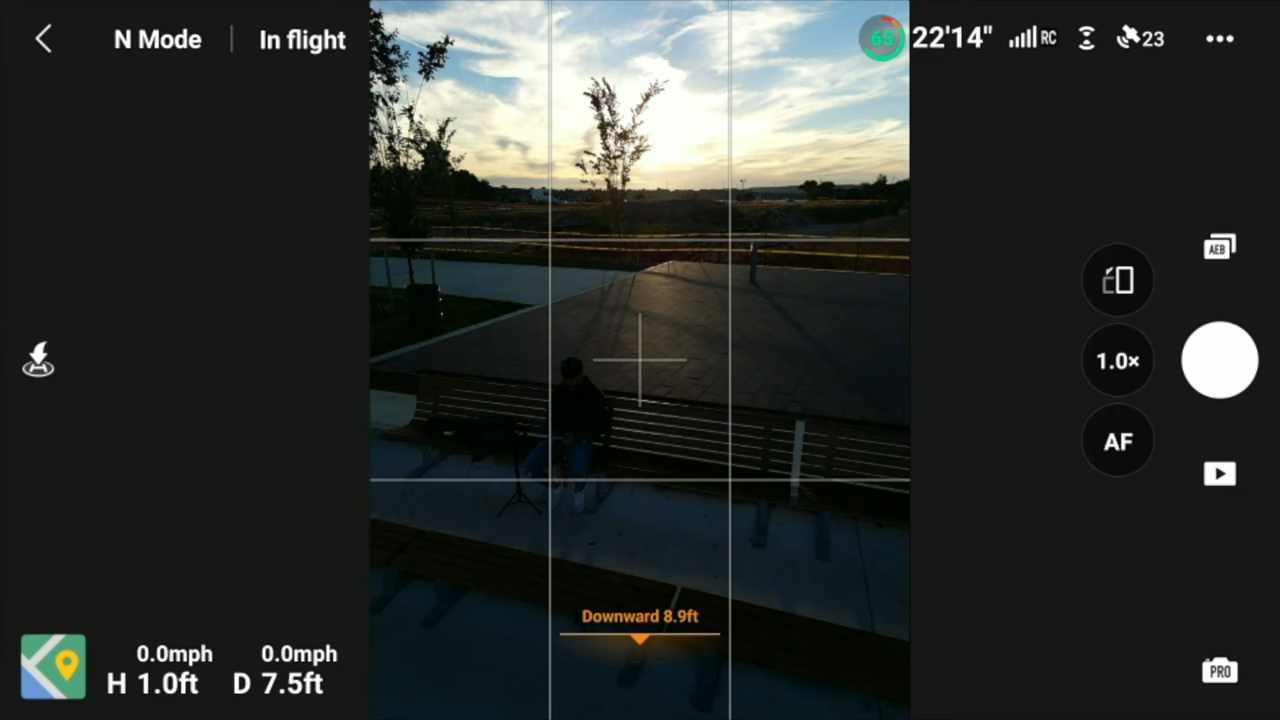 N Mode | In flight
65 22'14" RC 23
AEB
1.0×
AF
Downward 8.9ft
0.0mph 0.0mph
H 1.0ft D 7.5ft
PRO